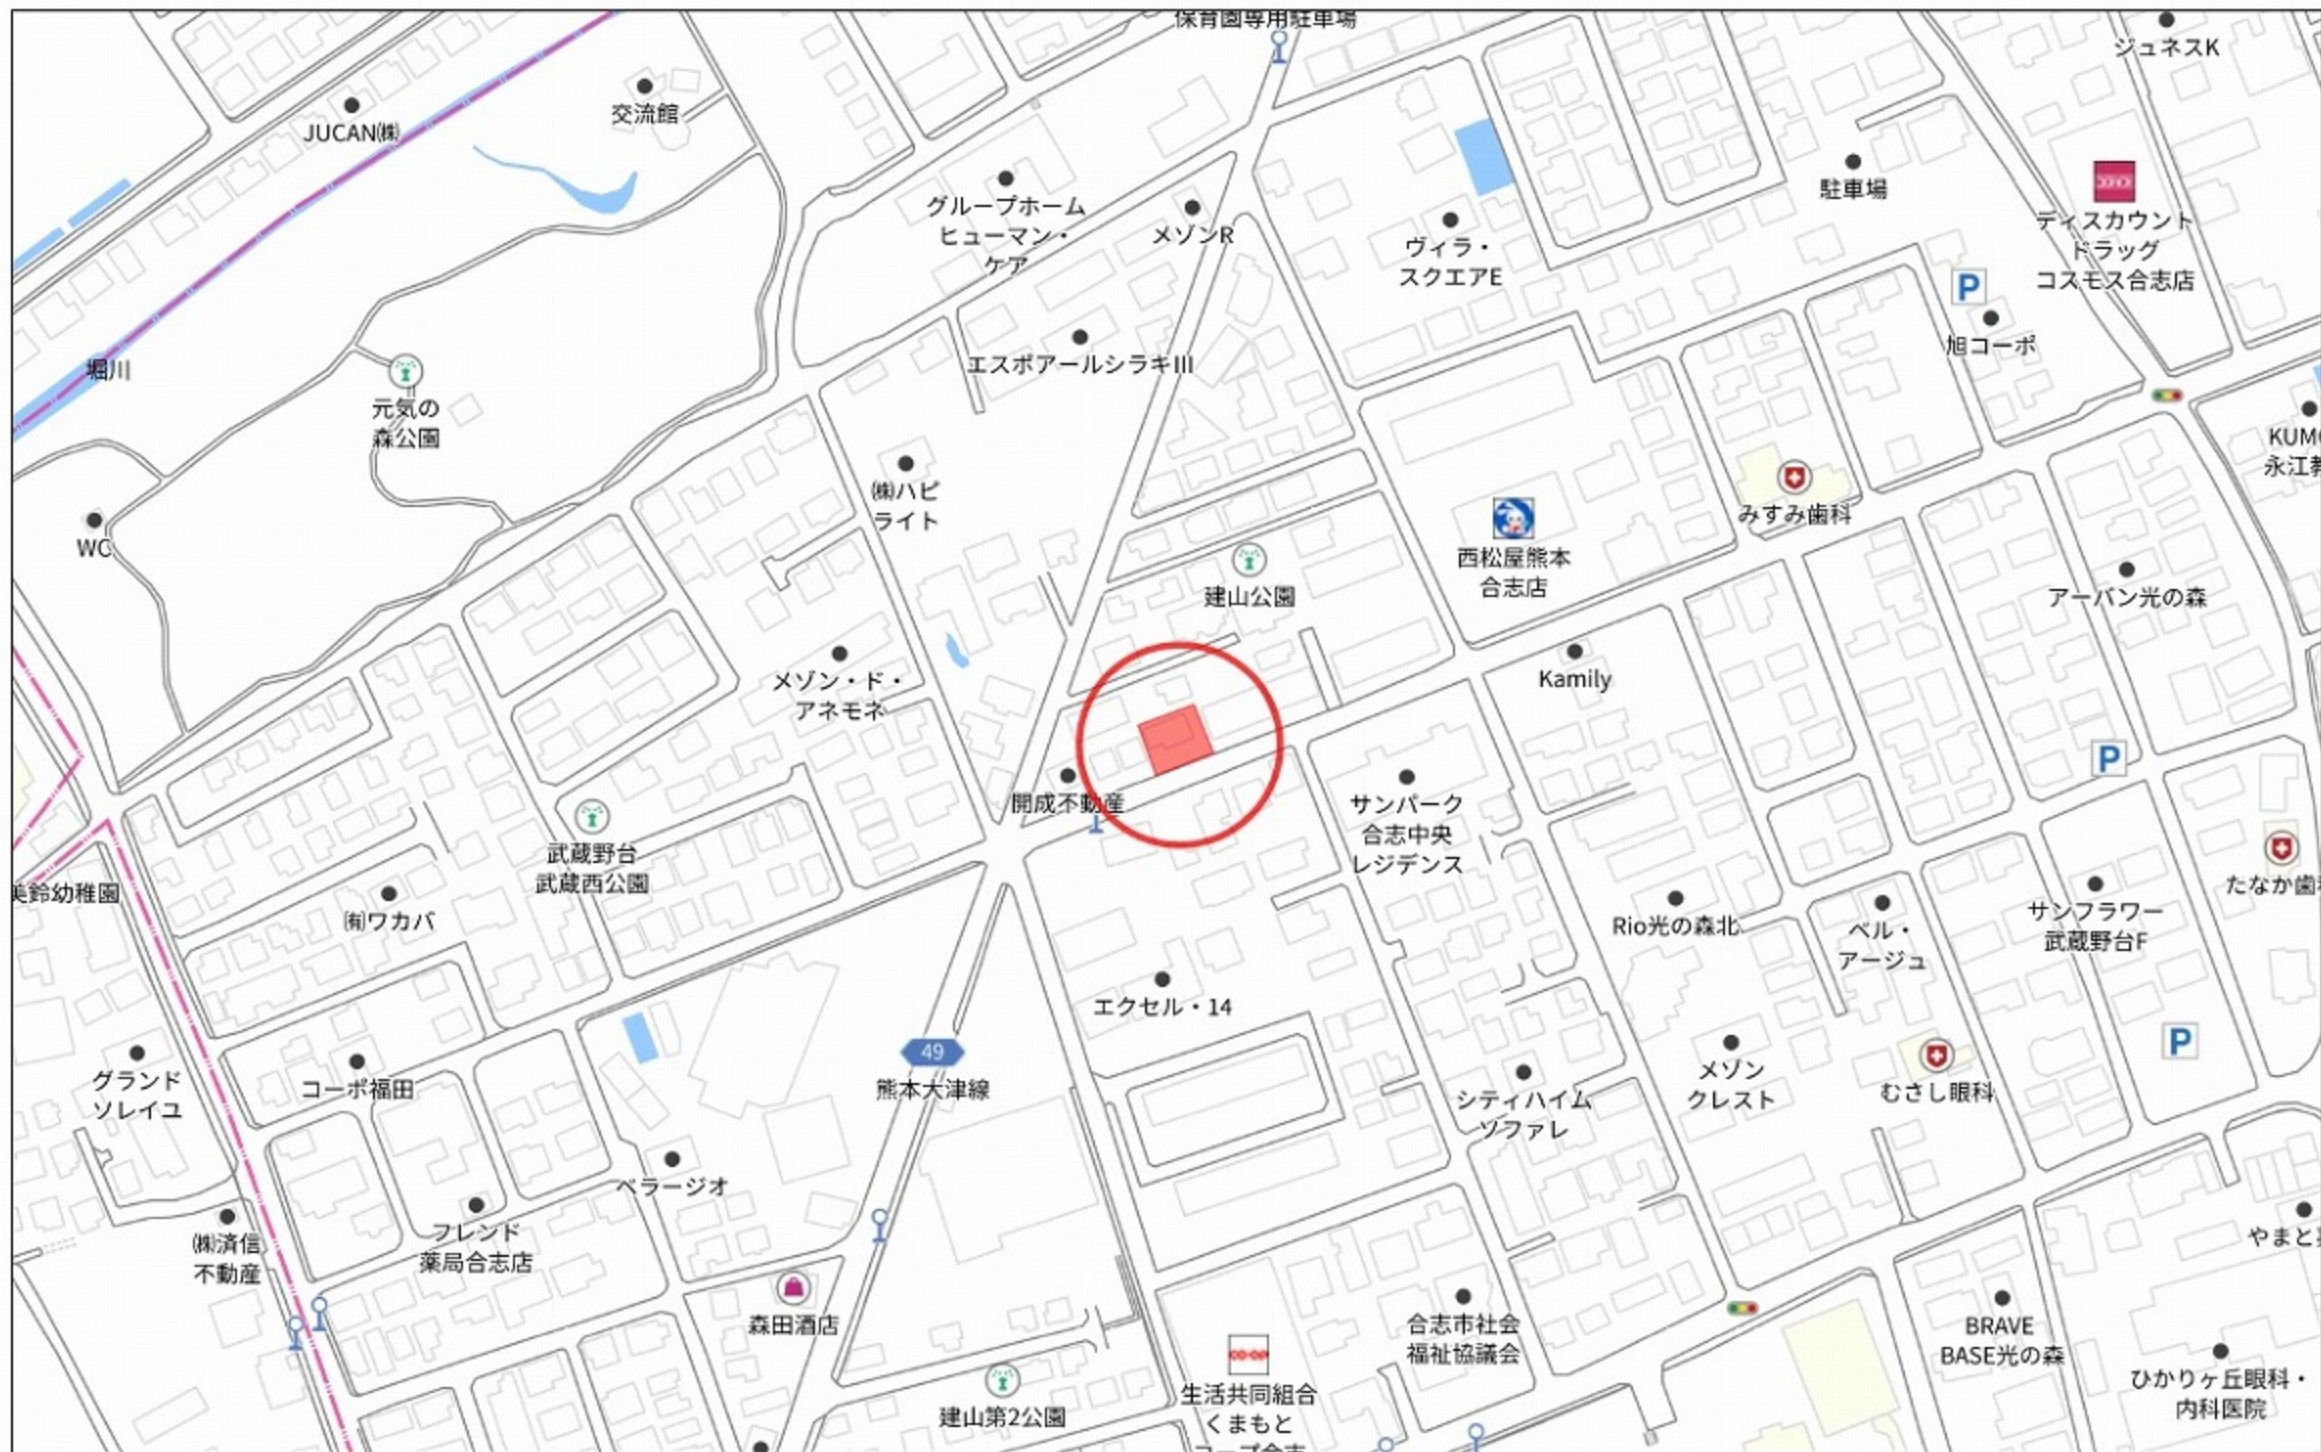 保育園専用駐車場
ジュネスK
JUCAN㈱
交流館
グループホーム
ヒューマン・
ケア
メゾンR
ヴィラ・
スクエアE
駐車場
ディスカウント
ドラッグ
コスモス合志店
P
旭コーポ
堀川
元気の
森公園
エスポアールシラキIII
KUM
永江
㈱ハピ
ライト
WC
建山公園
西松屋熊本
合志店
みすみ歯科
アーバン光の森
メゾン・ド・
アネモネ
Kamily
開成不動産
サンパーク
合志中央
レジデンス
P
武蔵野台
武蔵西公園
美鈴幼稚園
㈲ワカバ
たなか歯
Rio光の森北
ベル・
アージュ
サンフラワー
武蔵野台F
エクセル・14
49
熊本大津線
グランド
ソレイユ
コーポ福田
シティハイム
ソファレ
メゾン
クレスト
むさし眼科
P
ベラージオ
㈱済信
不動産
フレンド
薬局合志店
森田酒店
やまと
合志市社会
福祉協議会
BRAVE
BASE光の森
CO·OP
生活共同組合
くまもと
コープ合志
建山第2公園
ひかりヶ丘眼科・
内科医院